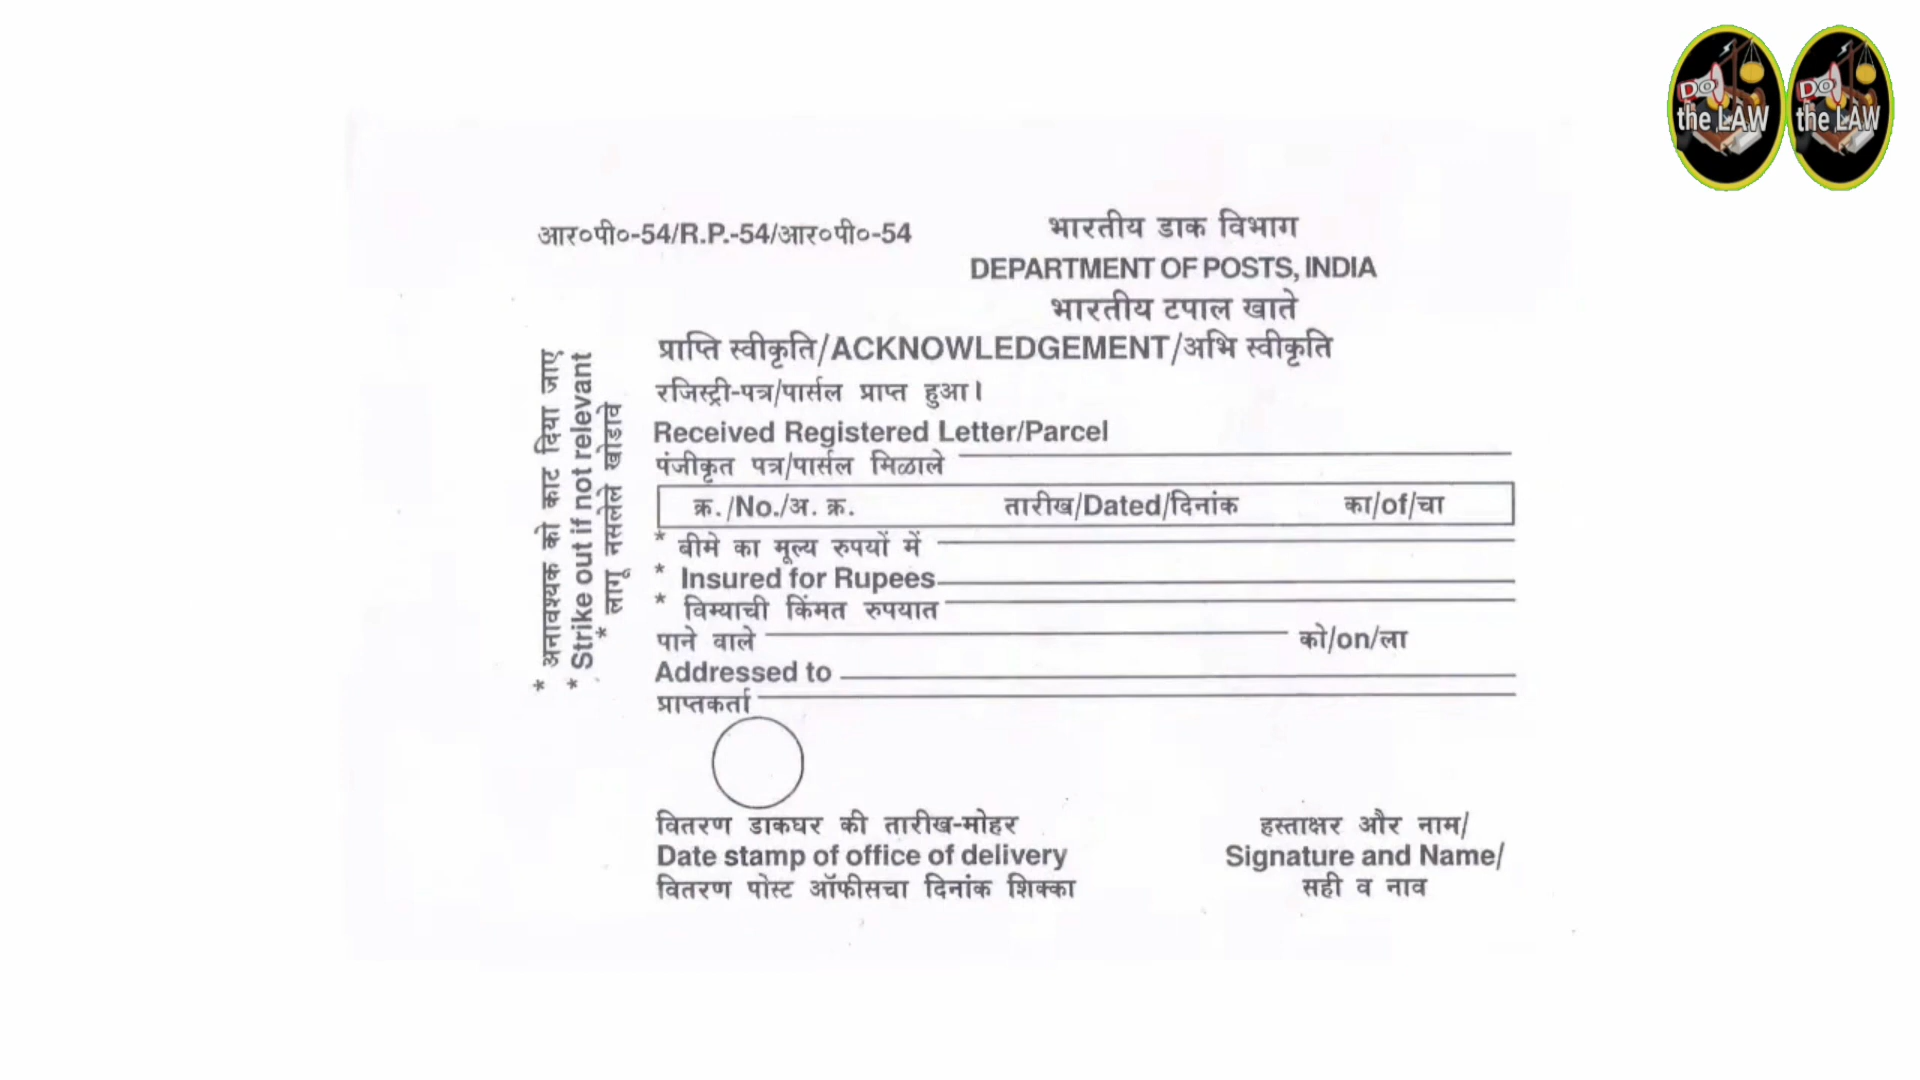 DO the LAW
DO the LAW
आर०पी०-54/R.P.-54/आर०पी०-54
भारतीय डाक विभाग
DEPARTMENT OF POSTS, INDIA
भारतीय टपाल खाते
प्राप्ति स्वीकृति/ACKNOWLEDGEMENT/अभि स्वीकृति
रजिस्ट्री-पत्र/पार्सल प्राप्त हुआ।
Received Registered Letter/Parcel
पंजीकृत पत्र/पार्सल मिळाले
क्र./No./अ. क्र. तारीख/Dated/दिनांक का/of/चा
* बीमे का मूल्य रुपयों में
* Insured for Rupees
* विम्याची किंमत रुपयात
पाने वाले को/on/ला
Addressed to
प्राप्तकर्ता
वितरण डाकघर की तारीख-मोहर
Date stamp of office of delivery
वितरण पोस्ट ऑफीसचा दिनांक शिक्का
हस्ताक्षर और नाम/
Signature and Name/
सही व नाव
* अनावश्यक को काट दिया जाए
* Strike out if not relevant
* लागू नसलेले खोडावे